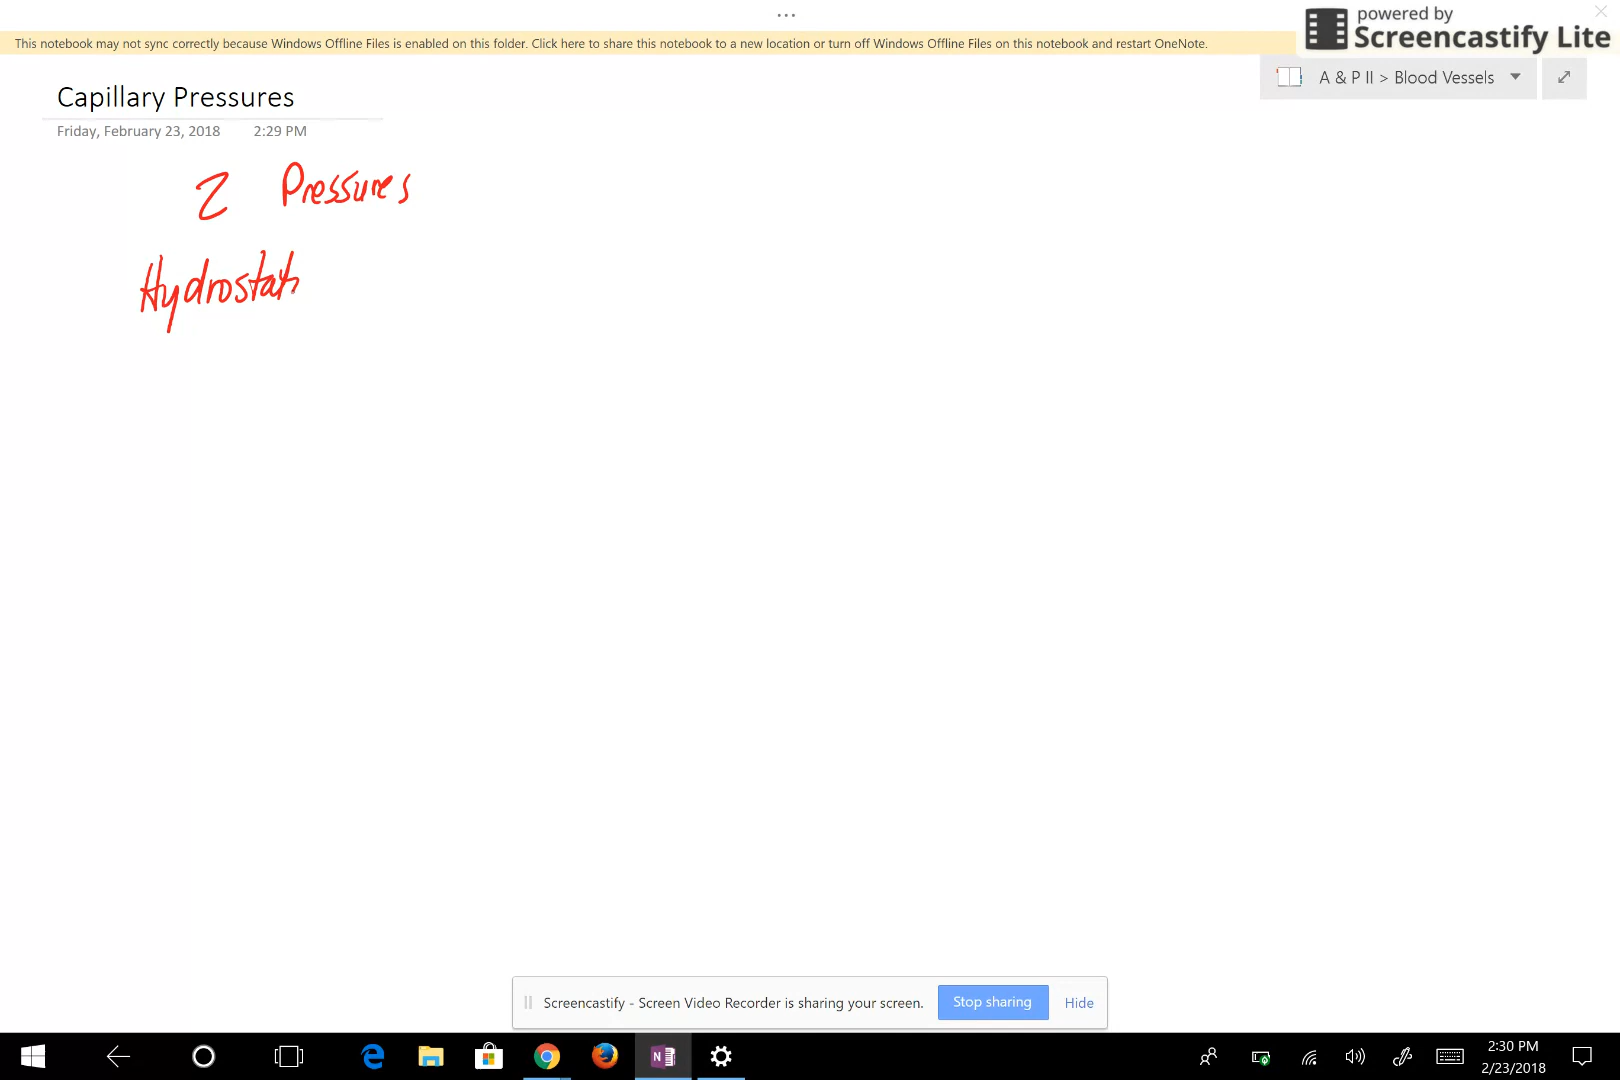 ...
powered by
Screencastify Lite
This notebook may not sync correctly because Windows Offline Files is enabled on this folder. Click here to share this notebook to a new location or turn off Windows Offline Files on this notebook and restart OneNote.
A & P II > Blood Vessels
Capillary Pressures
Friday, February 23, 2018 2:29 PM
2 Pressures
Hydrostati
Screencastify - Screen Video Recorder is sharing your screen. Stop sharing Hide
2:30 PM
2/23/2018